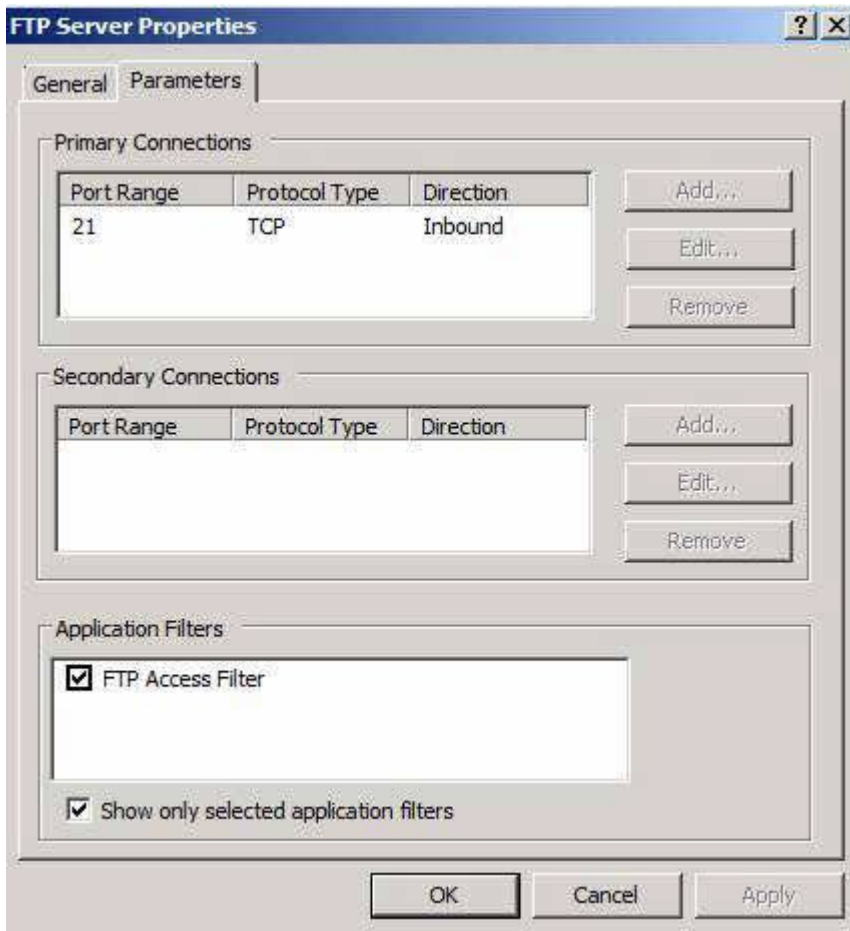 FTP Server Properties
General Parameters
Primary Connections
Port Range Protocol Type Direction Add...
21 TCP Inbound
Edit...
Remove
Secondary Connections
Port Range Protocol Type Direction Add...
Edit...
Remove
Application Filters
FTP Access Filter
Show only selected application filters
OK Cancel Apply